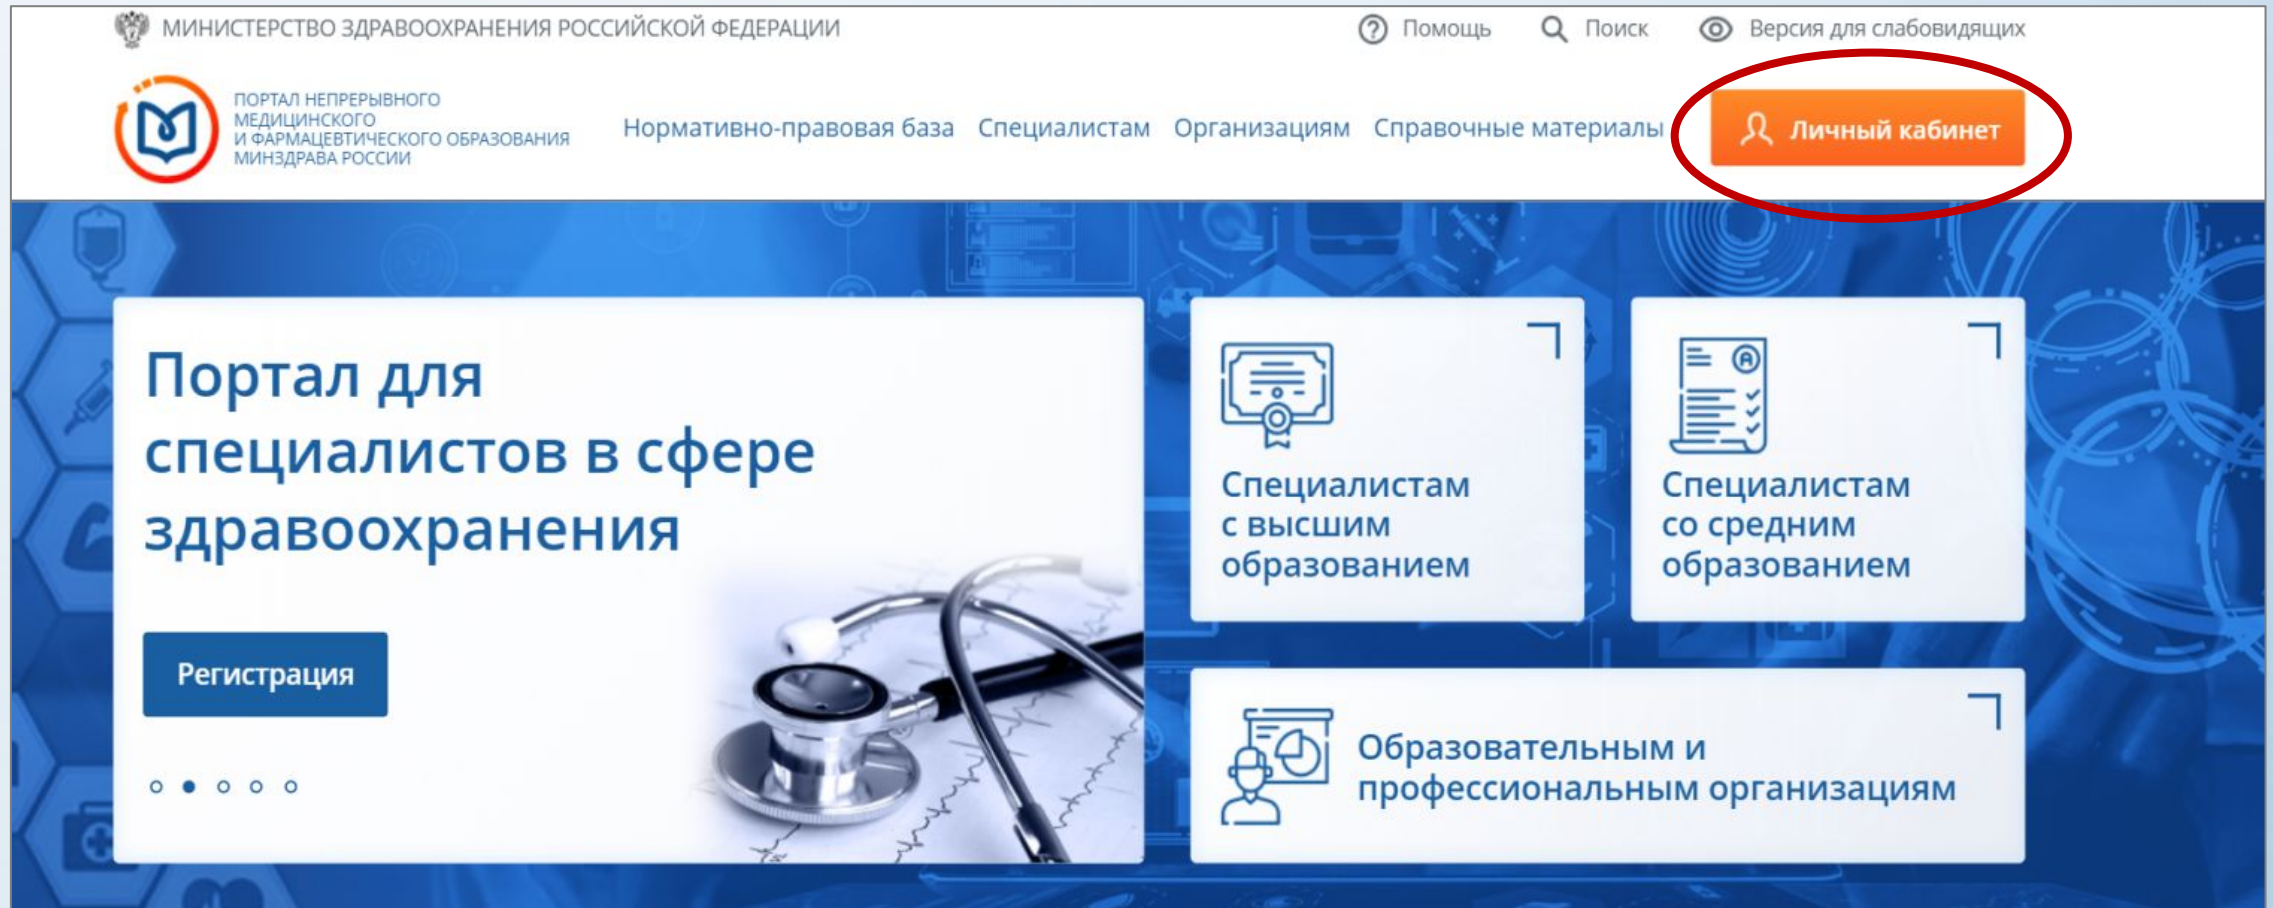 МИНИСТЕРСТВО ЗДРАВООХРАНЕНИЯ РОССИЙСКОЙ ФЕДЕРАЦИИ
Помощь
Поиск
Версия для слабовидящих
ПОРТАЛ НЕПРЕРЫВНОГО
МЕДИЦИНСКОГО
И ФАРМАЦЕВТИЧЕСКОГО ОБРАЗОВАНИЯ
МИНЗДРАВА РОССИИ
Нормативно-правовая база
Специалистам
Организациям
Справочные материалы
Личный кабинет
Портал для
специалистов в сфере
здравоохранения
Регистрация
Специалистам
с высшим
образованием
Специалистам
со средним
образованием
Образовательным и
профессиональным организациям